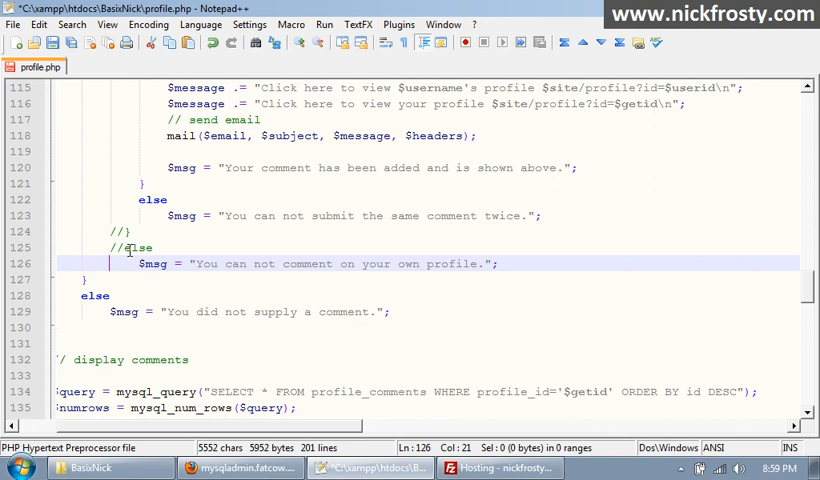 *C:\xampp\htdocs\BasixNick\profile.php - Notepad++
www.nickfrosty.com
File Edit Search View Encoding Language Settings Macro Run TextFX Plugins Window ?
profile.php
115 $message .= "Click here to view $username's profile $site/profile?id=$userid\n";
116 $message .= "Click here to view your profile $site/profile?id=$getid\n";
117 // send email
118 mail($email, $subject, $message, $headers);
119
120 $msg = "Your comment has been added and is shown above.";
121 }
122 else
123 $msg = "You can not submit the same comment twice.";
124 //}
125 //else
126 $msg = "You can not comment on your own profile.";
127 }
128 else
129 $msg = "You did not supply a comment.";
130
131
132 // display comments
133
134 $query = mysql_query("SELECT * FROM profile_comments WHERE profile_id='$getid' ORDER BY id DESC");
135 $numrows = mysql_num_rows($query);
PHP Hypertext Preprocessor file 5552 chars 5952 bytes 201 lines Ln : 126 Col : 21 Sel : 0 (0 bytes) in 0 ranges Dos\Windows ANSI INS
BasixNick mysqladmin.fatcow.... *C:\xampp\htdocs\B... Hosting - nickfrosty... 8:59 PM